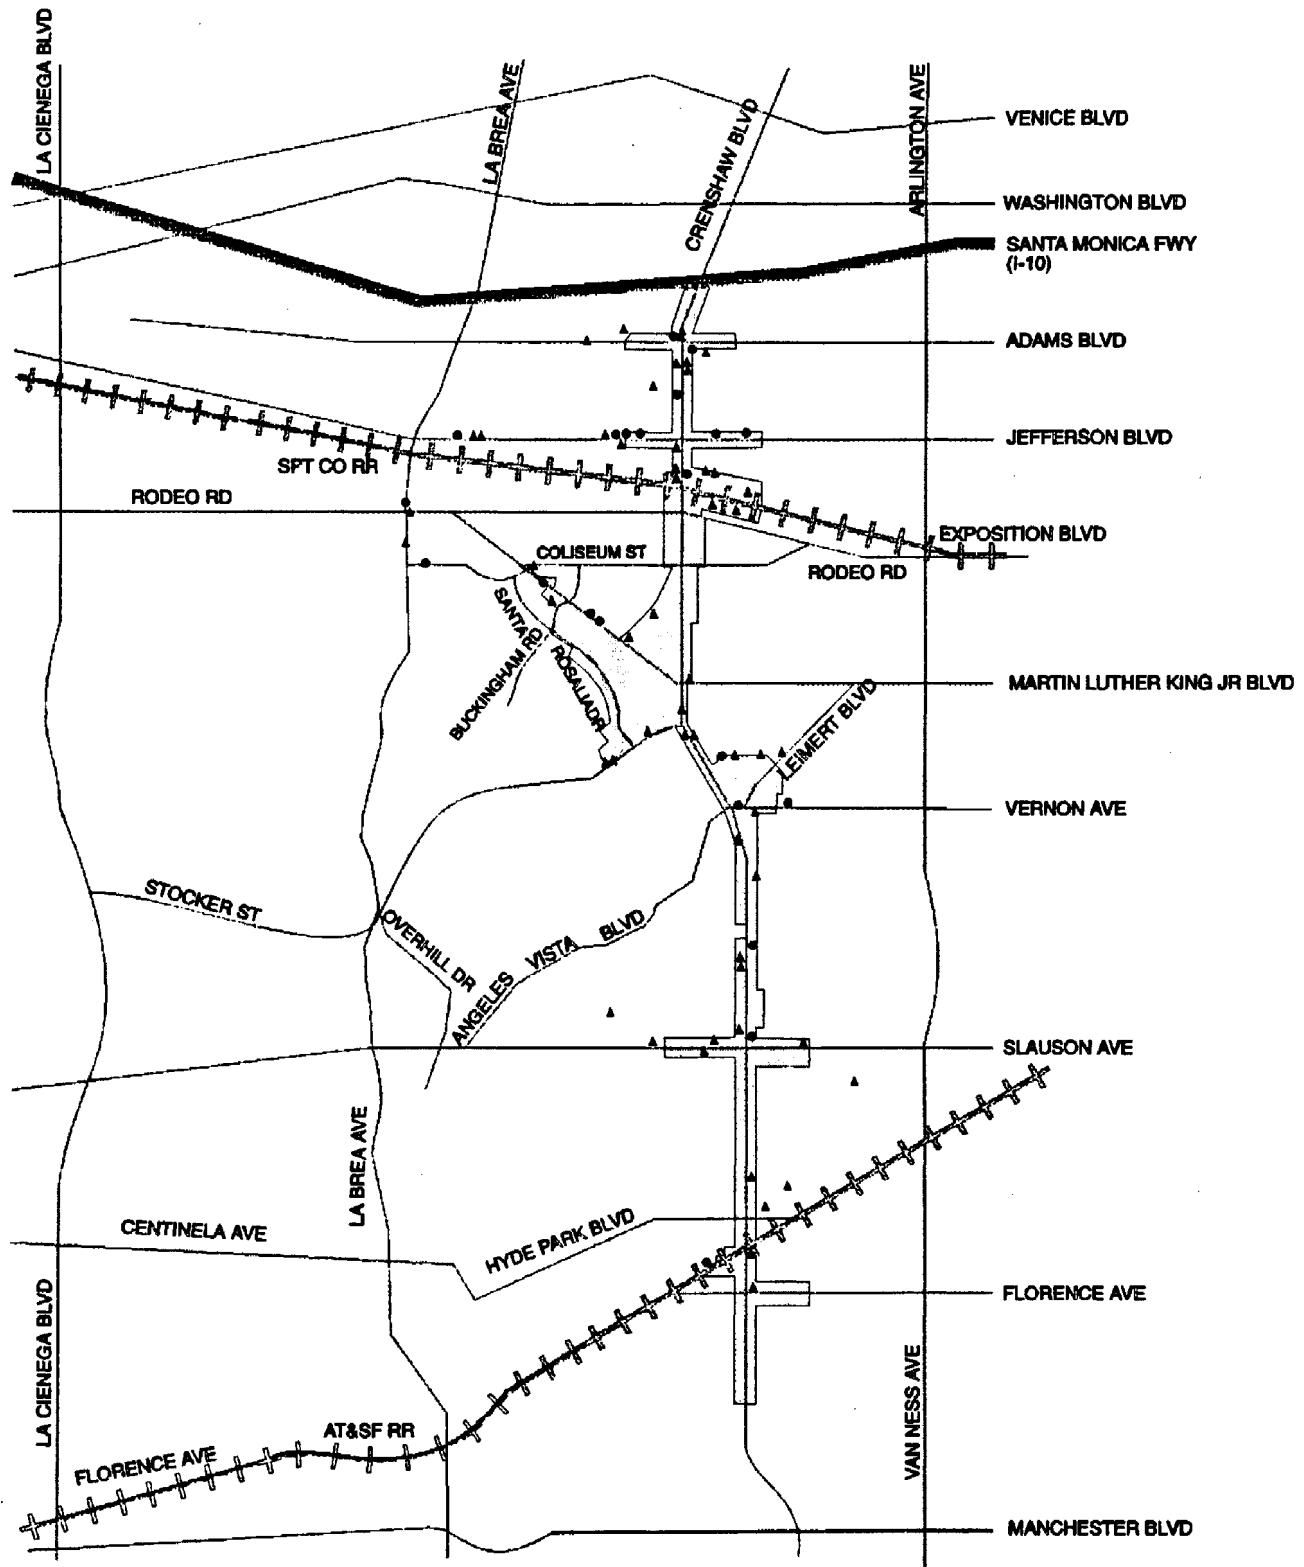 LA CIENEGA BLVD
LA BREA AVE
CRENSHAW BLVD
ARLINGTON AVE
VENICE BLVD
WASHINGTON BLVD
SANTA MONICA FWY
(I-10)
ADAMS BLVD
JEFFERSON BLVD
SPT CO RR
RODEO RD
EXPOSITION BLVD
COLISEUM ST
RODEO RD
SANTA
ROSALIA DR
BUCKINGHAM RD
MARTIN LUTHER KING JR BLVD
LEIMERT BLVD
VERNON AVE
STOCKER ST
OVERHILL DR
ANGELES VISTA BLVD
SLAUSON AVE
LA BREA AVE
CENTINELA AVE
HYDE PARK BLVD
FLORENCE AVE
LA CIENEGA BLVD
VAN NESS AVE
AT&SF RR
FLORENCE AVE
MANCHESTER BLVD